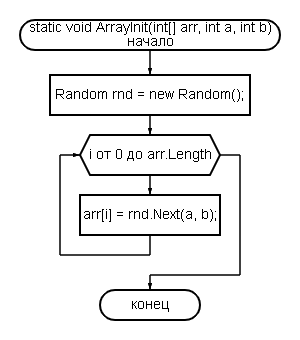 static void ArrayInit(int[] arr, int a, int b)
начало
Random rnd = new Random();
i от 0 до arr.Length
arr[i] = rnd.Next(a, b);
конец